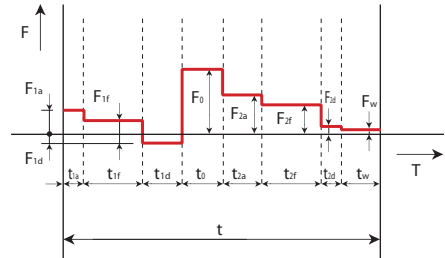 F
F1a
F1f
F0
F2a
F2f
F2d
Fw
F1d
t1a t1f t1d t0 t2a t2f t2d tw T
t